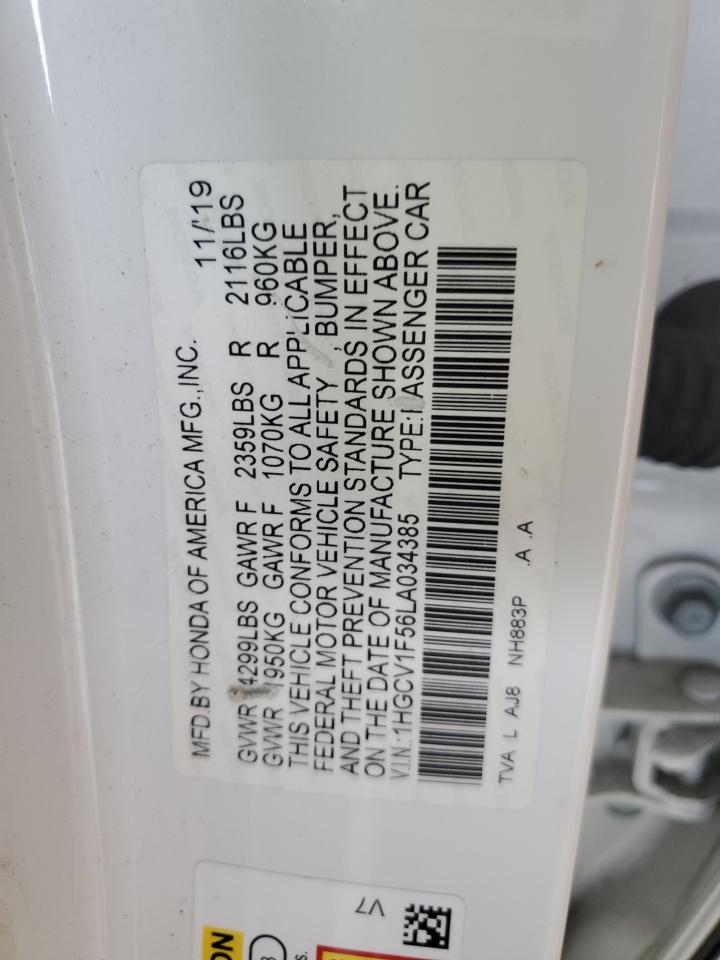 MFD.BY HONDA OF AMERICA MFG.,INC. 11/'19
GVWR 4299LBS GAWR F 2359LBS R 2116LBS
GVWR 1950KG GAWR F 1070KG R 960KG
THIS VEHICLE CONFORMS TO ALL APPLICABLE
FEDERAL MOTOR VEHICLE SAFETY , BUMPER,
AND THEFT PREVENTION STANDARDS IN EFFECT
ON THE DATE OF MANUFACTURE SHOWN ABOVE.
V.I.N.:1HGCV1F56LA034385 TYPE:PASSENGER CAR
TVA L AJ8 NH883P .A .A
V7
ON
s.